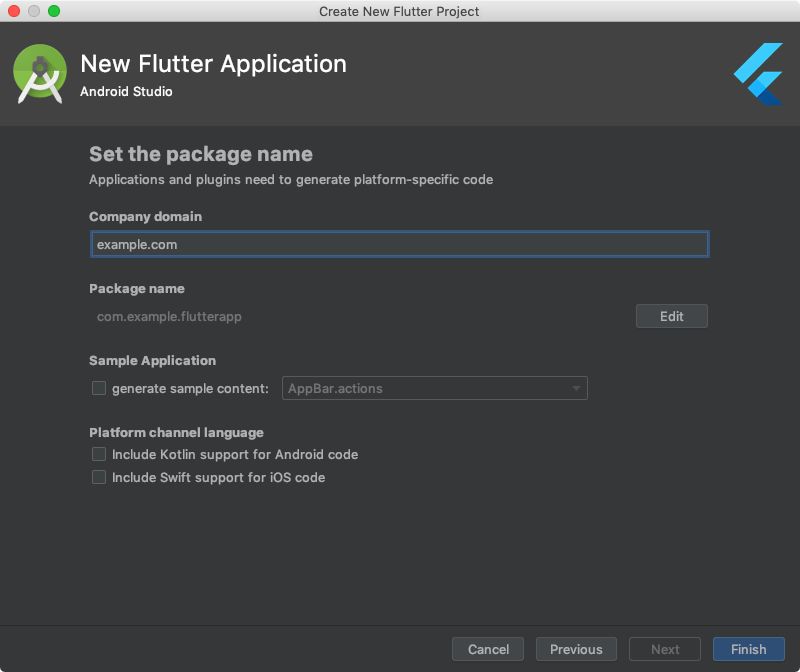 Create New Flutter Project
New Flutter Application
Android Studio
Set the package name
Applications and plugins need to generate platform-specific code
Company domain
example.com
Package name
com.example.flutterapp
Edit
Sample Application
generate sample content:
AppBar.actions
Platform channel language
Include Kotlin support for Android code
Include Swift support for iOS code
Cancel
Previous
Next
Finish